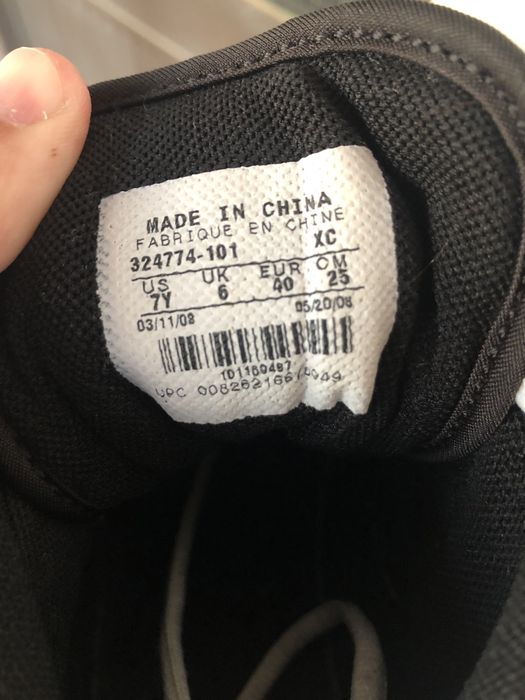 MADE IN CHINA
FABRIQUE EN CHINE
324774-101 XC
US UK EUR CM
7Y 6 40 25
03/11/08 05/20/08
UPC